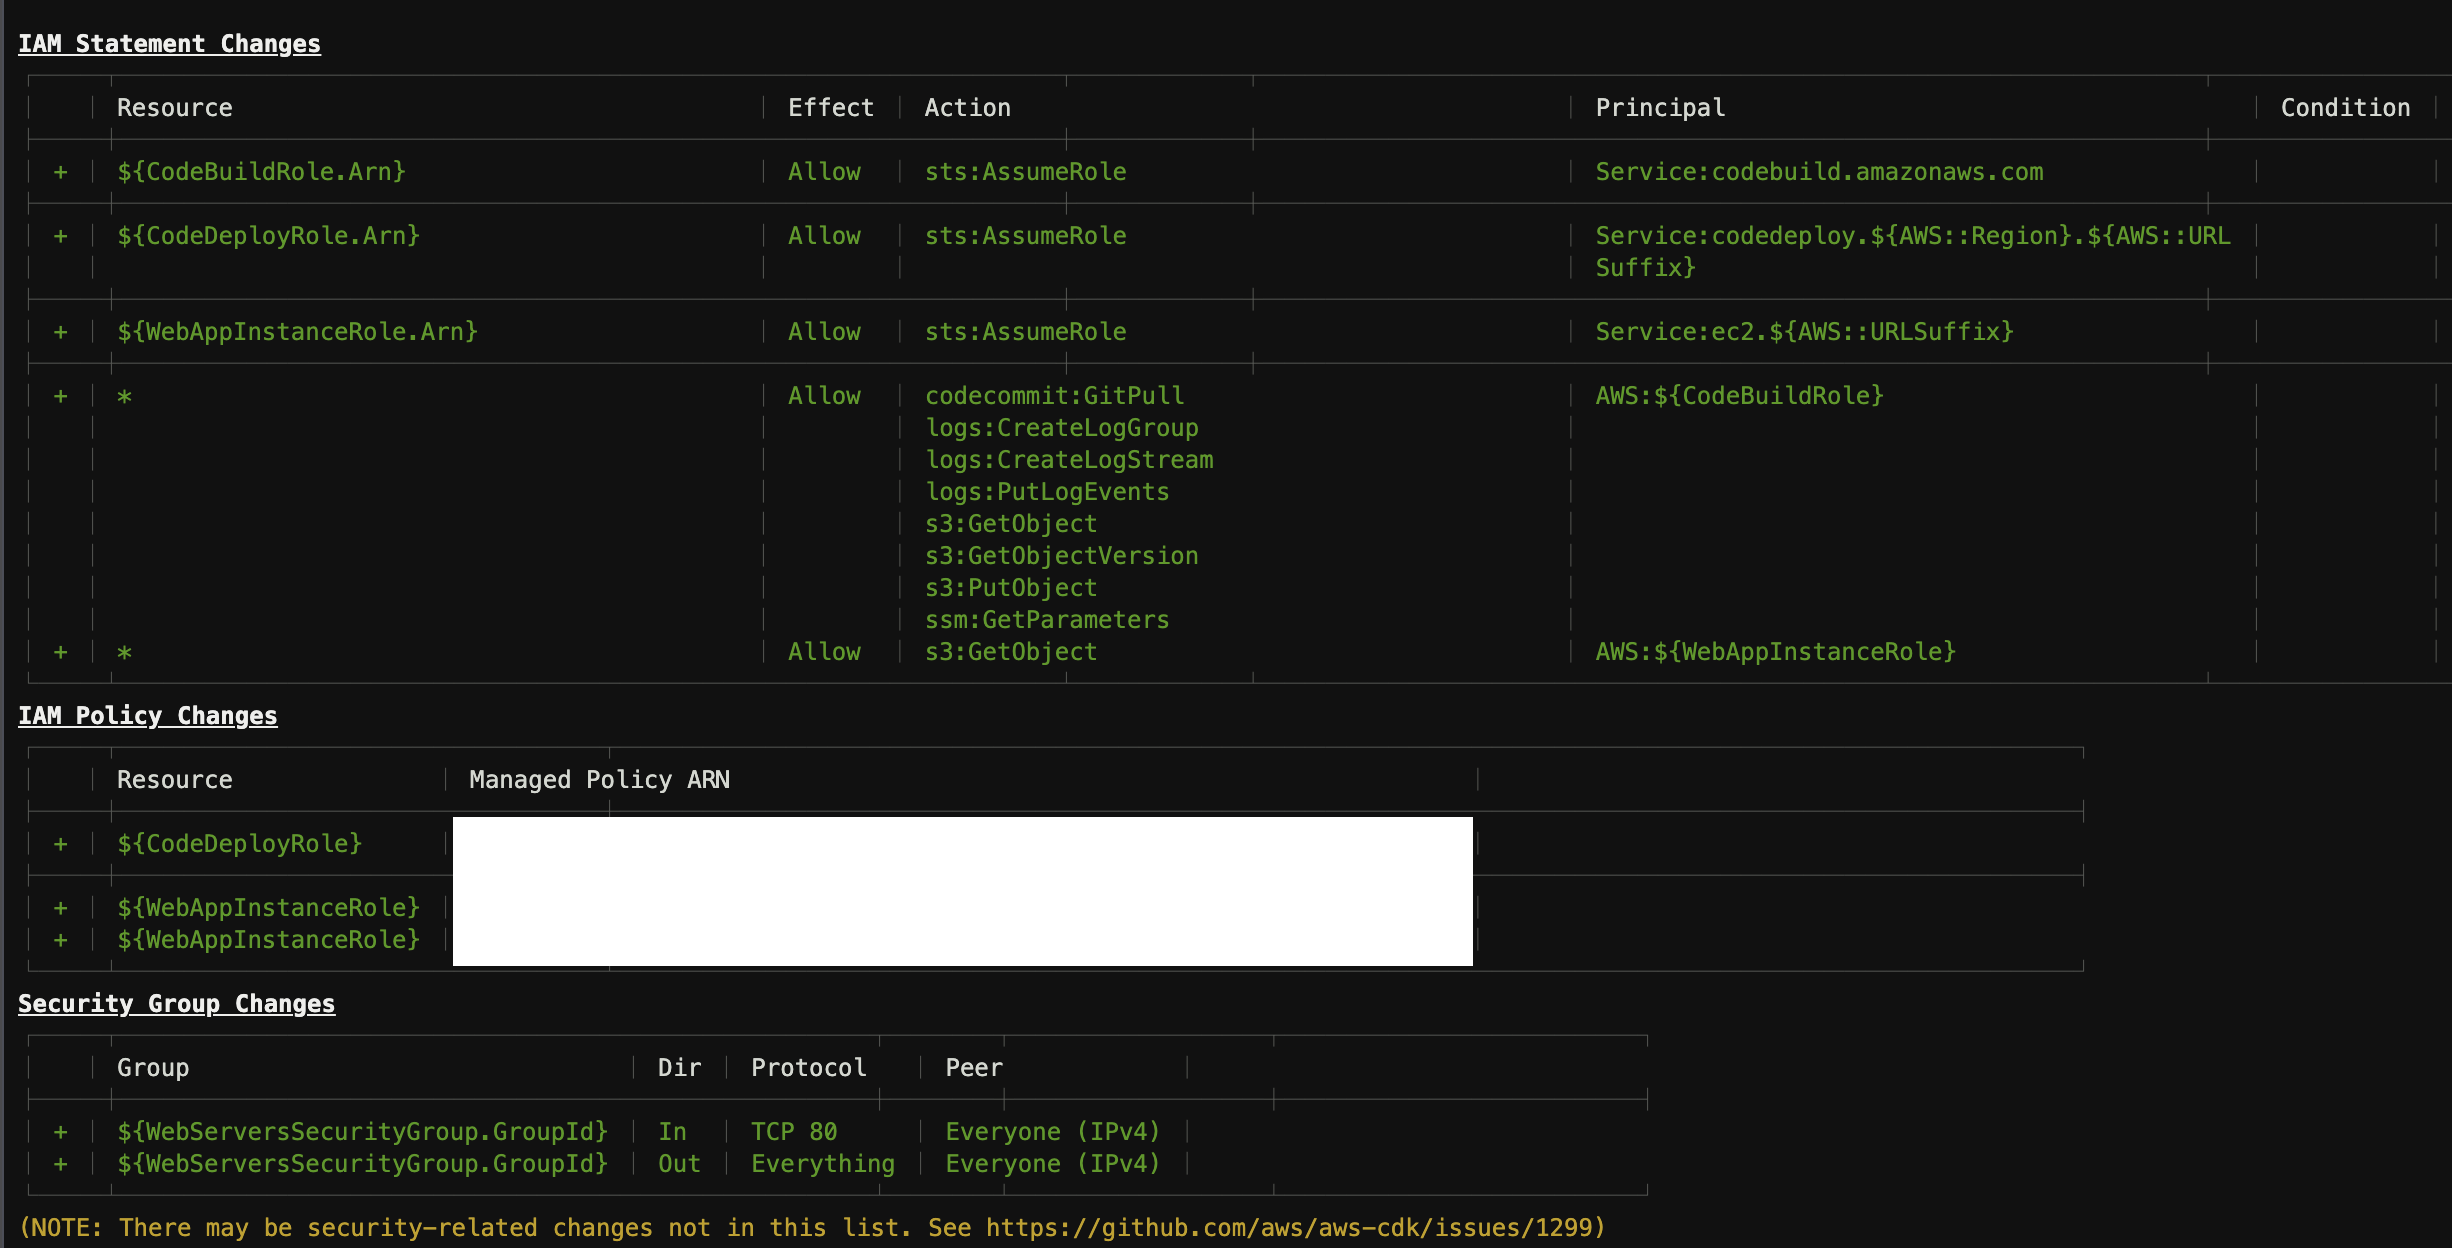 IAM Statement Changes
Resource Effect Action Principal Condition
+ ${CodeBuildRole.Arn} Allow sts:AssumeRole Service:codebuild.amazonaws.com
+ ${CodeDeployRole.Arn} Allow sts:AssumeRole Service:codedeploy.${AWS::Region}.${AWS::URL
Suffix}
+ ${WebAppInstanceRole.Arn} Allow sts:AssumeRole Service:ec2.${AWS::URLSuffix}
+ * Allow codecommit:GitPull AWS:${CodeBuildRole}
logs:CreateLogGroup
logs:CreateLogStream
logs:PutLogEvents
s3:GetObject
s3:GetObjectVersion
s3:PutObject
ssm:GetParameters
+ * Allow s3:GetObject AWS:${WebAppInstanceRole}
IAM Policy Changes
Resource Managed Policy ARN
+ ${CodeDeployRole}
+ ${WebAppInstanceRole}
+ ${WebAppInstanceRole}
Security Group Changes
Group Dir Protocol Peer
+ ${WebServersSecurityGroup.GroupId} In TCP 80 Everyone (IPv4)
+ ${WebServersSecurityGroup.GroupId} Out Everything Everyone (IPv4)
(NOTE: There may be security-related changes not in this list. See https://github.com/aws/aws-cdk/issues/1299)